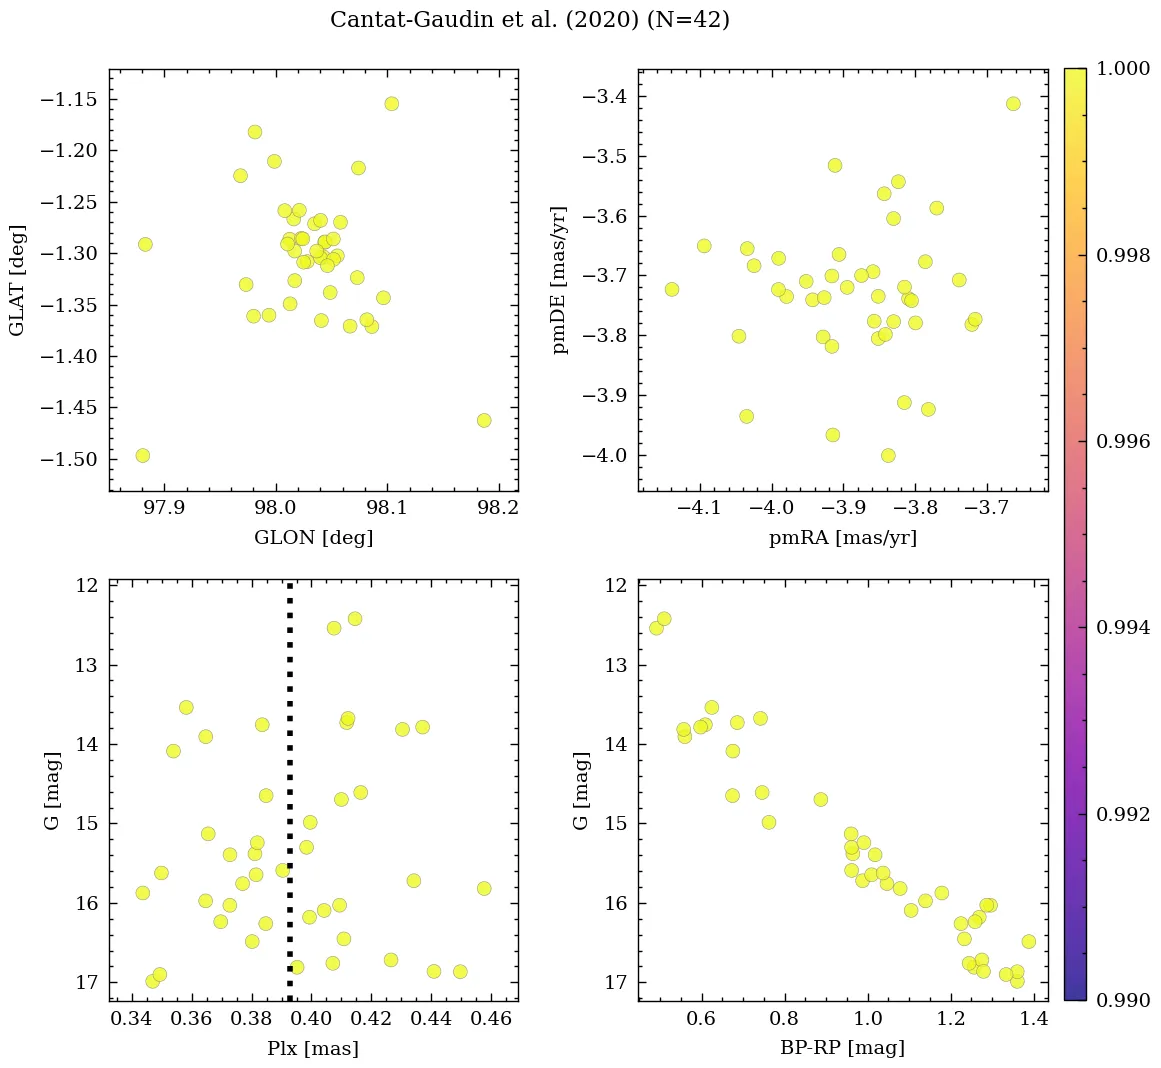 Cantat-Gaudin et al. (2020) (N=42)
−1.15
−1.20
−1.25
−1.30
−1.35
−1.40
−1.45
−1.50
GLAT [deg]
97.9 98.0 98.1 98.2
GLON [deg]
−3.4
−3.5
−3.6
−3.7
−3.8
−3.9
−4.0
pmDE [mas/yr]
−4.1 −4.0 −3.9 −3.8 −3.7
pmRA [mas/yr]
12
13
14
15
16
17
G [mag]
0.34 0.36 0.38 0.40 0.42 0.44 0.46
Plx [mas]
12
13
14
15
16
17
G [mag]
0.6 0.8 1.0 1.2 1.4
BP-RP [mag]
1.000
0.998
0.996
0.994
0.992
0.990